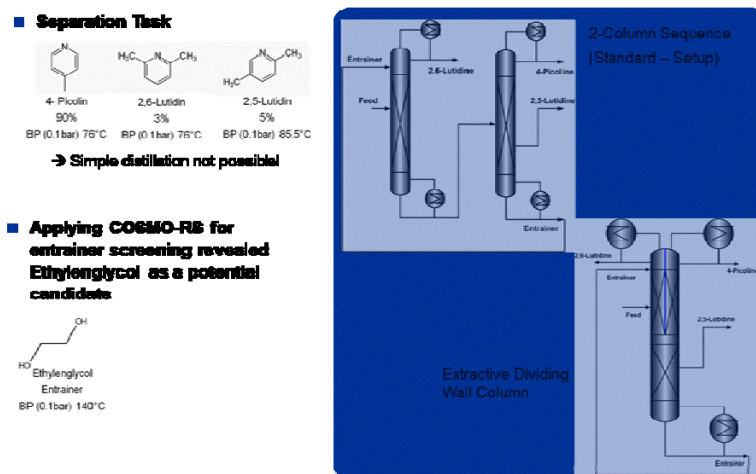 Separation Task
N
H₃C N CH₃
N CH₃
H₃C
4- Picolin 2,6-Lutidin 2,5-Lutidin
90% 3% 5%
BP (0.1bar) 76°C BP (0.1bar) 76°C BP (0.1bar) 85.5°C
→ Simple distillation not possible!
Applying COSMO-RS for
entrainer screening revealed
Ethylenglycol as a potential
candidate
OH
HO
Ethylenglycol
Entrainer
BP (0.1bar) 140°C
2-Column Sequence
(Standard – Setup)
Entrainer
2,6-Lutidine
4-Picoline
Feed
2,5-Lutidine
Entrainer
Extractive Dividing
Wall Column
2,6-Lutidine
Entrainer
4-Picoline
Feed
2,5-Lutidine
Entrainer